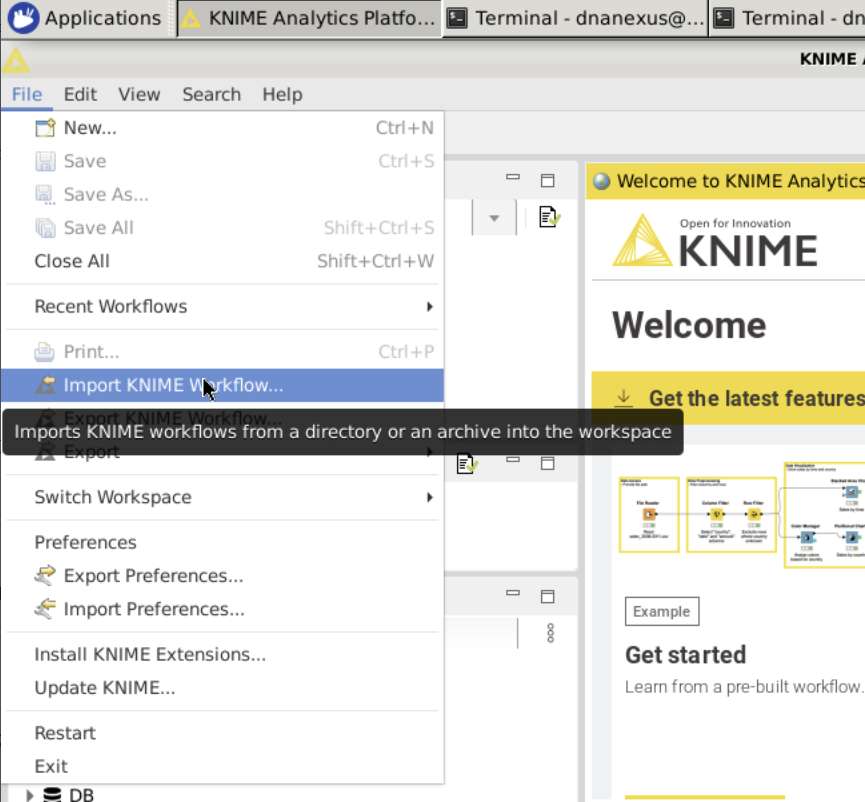 Applications KNIME Analytics Platfo... Terminal - dnanexus@... Terminal - dn
KNIME
File Edit View Search Help
New... Ctrl+N
Save Ctrl+S
Save As...
Save All Shift+Ctrl+S
Close All Shift+Ctrl+W
Recent Workflows
Print... Ctrl+P
Import KNIME Workflow...
Export KNIME Workflow...
Imports KNIME workflows from a directory or an archive into the workspace
Export
Switch Workspace
Preferences
Export Preferences...
Import Preferences...
Install KNIME Extensions...
Update KNIME...
Restart
Exit
DB
Welcome to KNIME Analytics
Open for Innovation
KNIME
Welcome
Get the latest features
File Reader
Column Filter
Row Filter
Color Manager
Example
Get started
Learn from a pre-built workflow.